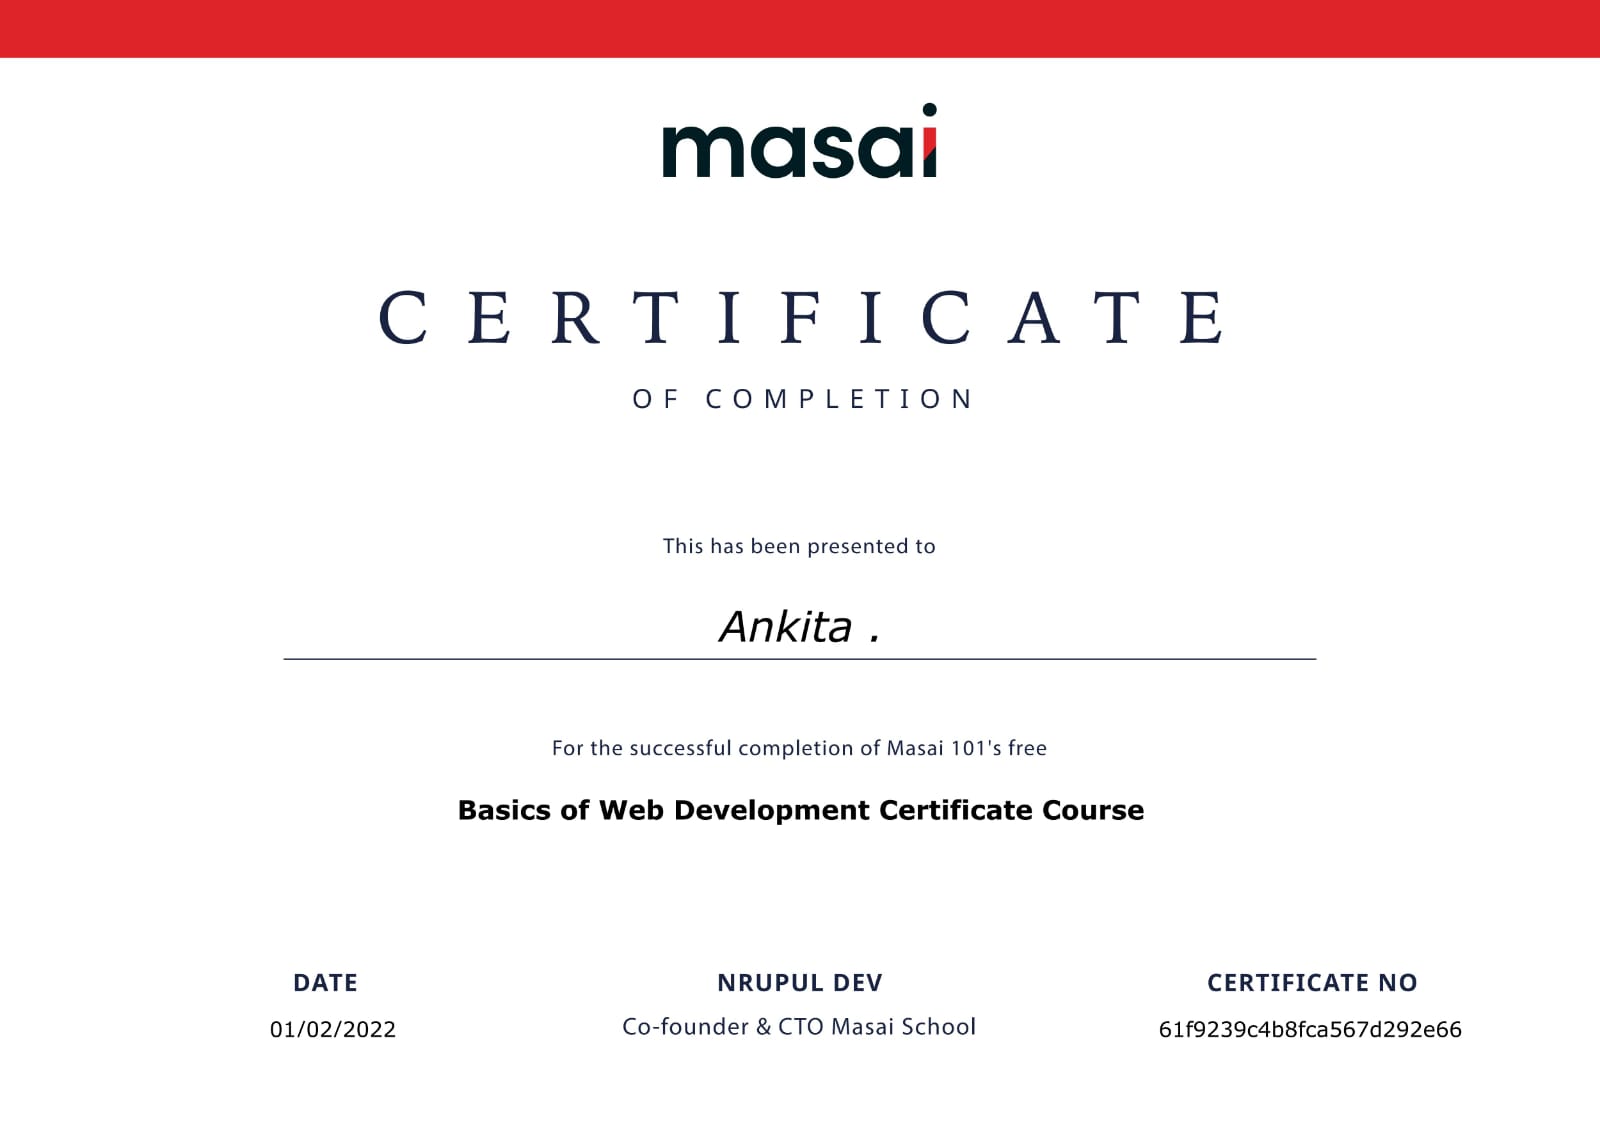 masai
CERTIFICATE
OF COMPLETION
This has been presented to
Ankita .
For the successful completion of Masai 101's free
Basics of Web Development Certificate Course
DATE
01/02/2022
NRUPUL DEV
Co-founder & CTO Masai School
CERTIFICATE NO
61f9239c4b8fca567d292e66